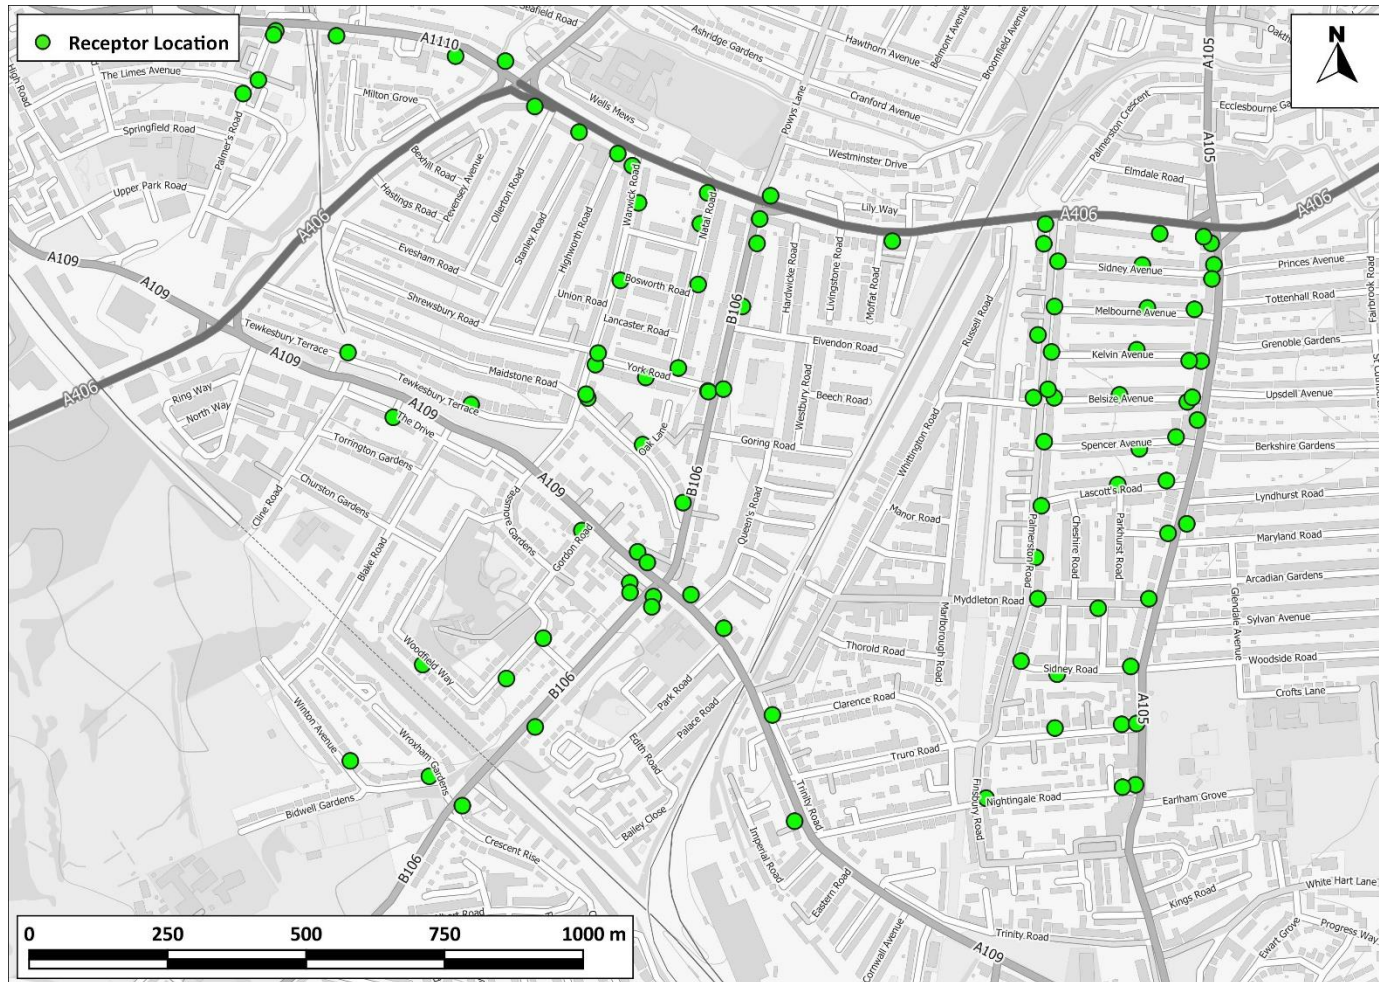 Receptor Location
N
Seafield Road
A1110
Ashridge Gardens
Hawthorn Avenue
Belmont Avenue
Broomfield Avenue
A105
High Road
The Limes Avenue
Milton Grove
Wells Mews
Powys Lane
Cranford Avenue
Palmerston Crescent
Springfield Road
Palmer's Road
Bexhill Road
Pevensey Avenue
Westminster Drive
A105
Elmdale Road
Upper Park Road
Hastings Road
Ollerton Road
Warwick Road
Natal Road
Lily Way
A406
A406
A406
Stanley Road
Highworth Road
Evesham Road
A109
A109
Hardwicke Road
Livingstone Road
Moffat Road
Sidney Avenue
Princes Avenue
Fairbrook Road
Union Road
Bosworth Road
Shrewsbury Road
B106
Russell Road
Melbourne Avenue
Tottenhall Road
Lancaster Road
Tewkesbury Terrace
A109
Elvendon Road
Grenoble Gardens
Kelvin Avenue
Maidstone Road
York Road
A406
Ring Way
North Way
Tewkesbury Terrace
A109
Westbury Road
Beech Road
Belsize Avenue
Upsdell Avenue
The Drive
Torrington Gardens
Oak Lane
Goring Road
Whittington Road
Spencer Avenue
Berkshire Gardens
Churston Gardens
Cline Road
A109
B106
Lascott's Road
Lyndhurst Road
Passmore Gardens
Gordon Road
Queen's Road
Manor Road
Palmerston Road
Cheshire Road
Parkhurst Road
Maryland Road
Blake Road
Arcadian Gardens
Myddleton Road
Glendale Avenue
Sylvan Avenue
Marlborough Road
Thorold Road
Woodfield Way
Woodside Road
Sidney Road
B106
Park Road
Palace Road
Clarence Road
Crofts Lane
A105
Winton Avenue
Wroxham Gardens
Edith Road
Truro Road
Bidwell Gardens
Trinity Road
Finsbury Road
Nightingale Road
Earlham Grove
Bailey Close
Imperial Road
Crescent Rise
B106
Eastern Road
White Hart Lane
Kings Road
Trinity Road
Cornwall Avenue
A109
Ewart Grove
Progress Way
0 250 500 750 1000 m